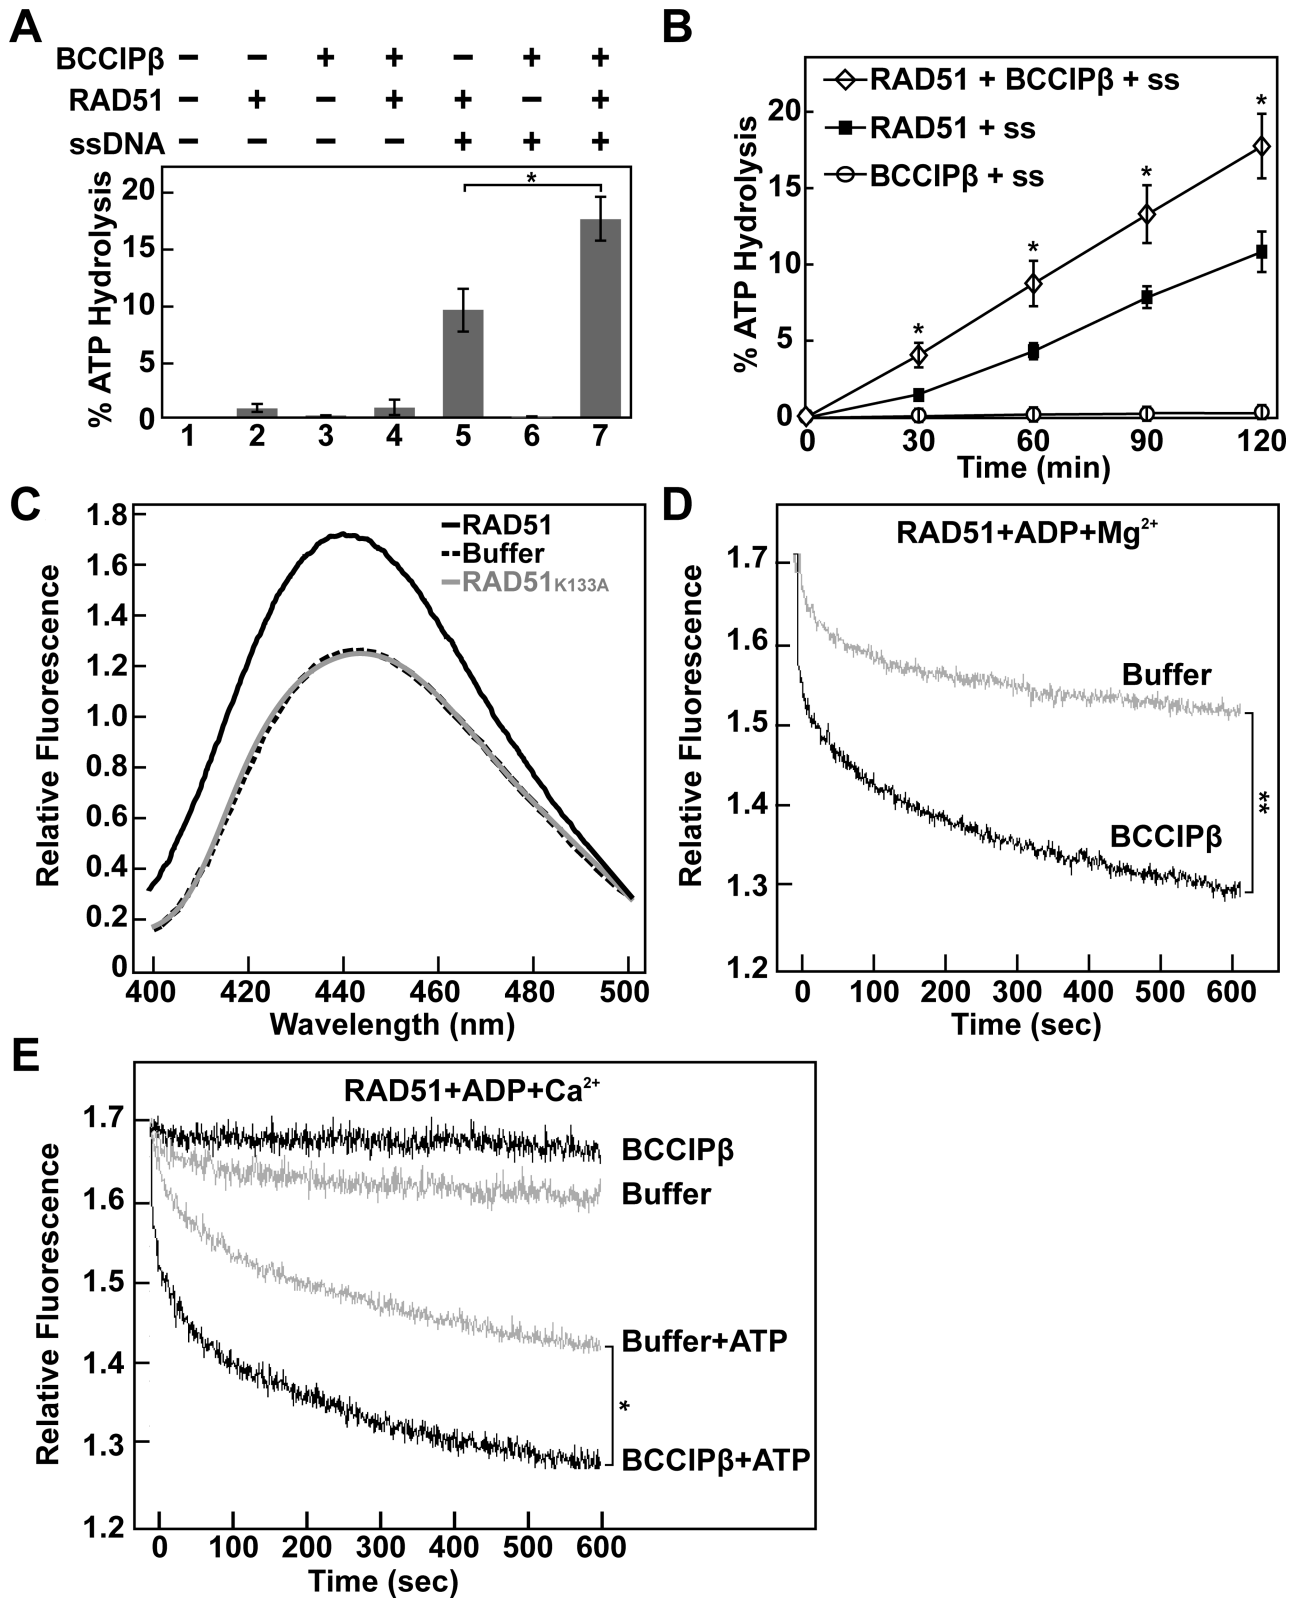 A
BCCIPβ – – + + – + +
RAD51 – + – + + – +
ssDNA – – – – + + +
% ATP Hydrolysis
20
15
10
5
0
*
1 2 3 4 5 6 7
B
RAD51 + BCCIPβ + ss
RAD51 + ss
BCCIPβ + ss
% ATP Hydrolysis
20
15
10
5
0
* * * *
0 30 60 90 120
Time (min)
C
RAD51
Buffer
RAD51K133A
Relative Fluorescence
1.8
1.6
1.4
1.2
1.0
0.8
0.6
0.4
0.2
0
400 420 440 460 480 500
Wavelength (nm)
D
RAD51+ADP+Mg²⁺
Relative Fluorescence
1.7
1.6
1.5
1.4
1.3
1.2
Buffer
BCCIPβ
**
0 100 200 300 400 500 600
Time (sec)
E
RAD51+ADP+Ca²⁺
Relative Fluorescence
1.7
1.6
1.5
1.4
1.3
1.2
BCCIPβ
Buffer
Buffer+ATP
*
BCCIPβ+ATP
0 100 200 300 400 500 600
Time (sec)